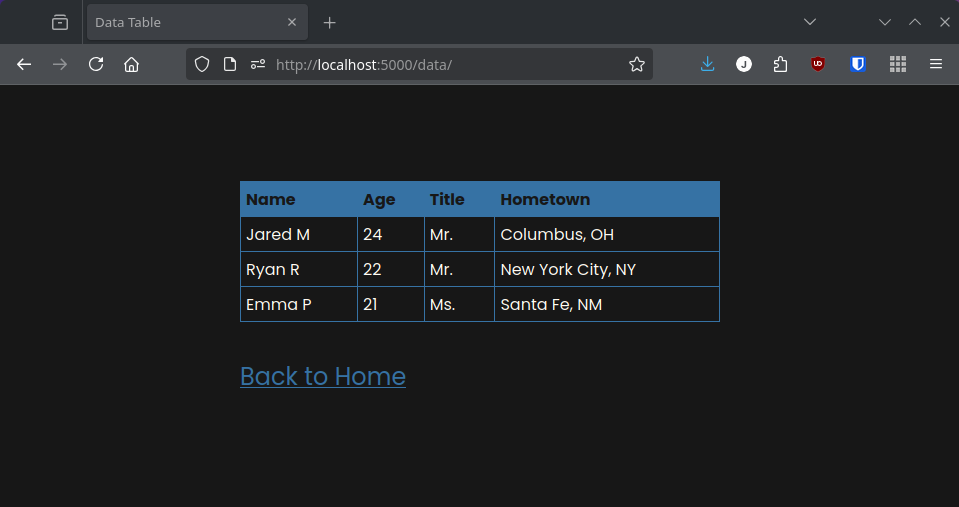 Data Table
http://localhost:5000/data/
J
Name Age Title Hometown
Jared M 24 Mr. Columbus, OH
Ryan R 22 Mr. New York City, NY
Emma P 21 Ms. Santa Fe, NM
Back to Home